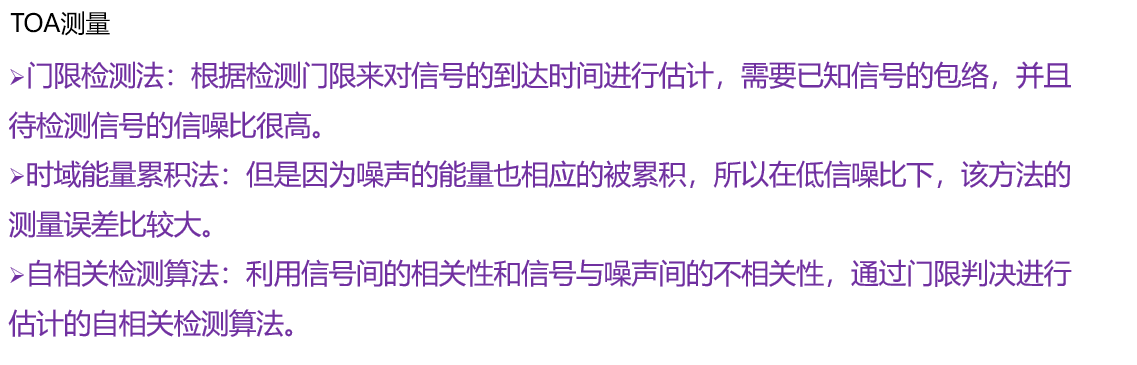 TOA测量
➢门限检测法：根据检测门限来对信号的到达时间进行估计，需要已知信号的包络，并且
待检测信号的信噪比很高。
➢时域能量累积法：但是因为噪声的能量也相应的被累积，所以在低信噪比下，该方法的
测量误差比较大。
➢自相关检测算法：利用信号间的相关性和信号与噪声间的不相关性，通过门限判决进行
估计的自相关检测算法。